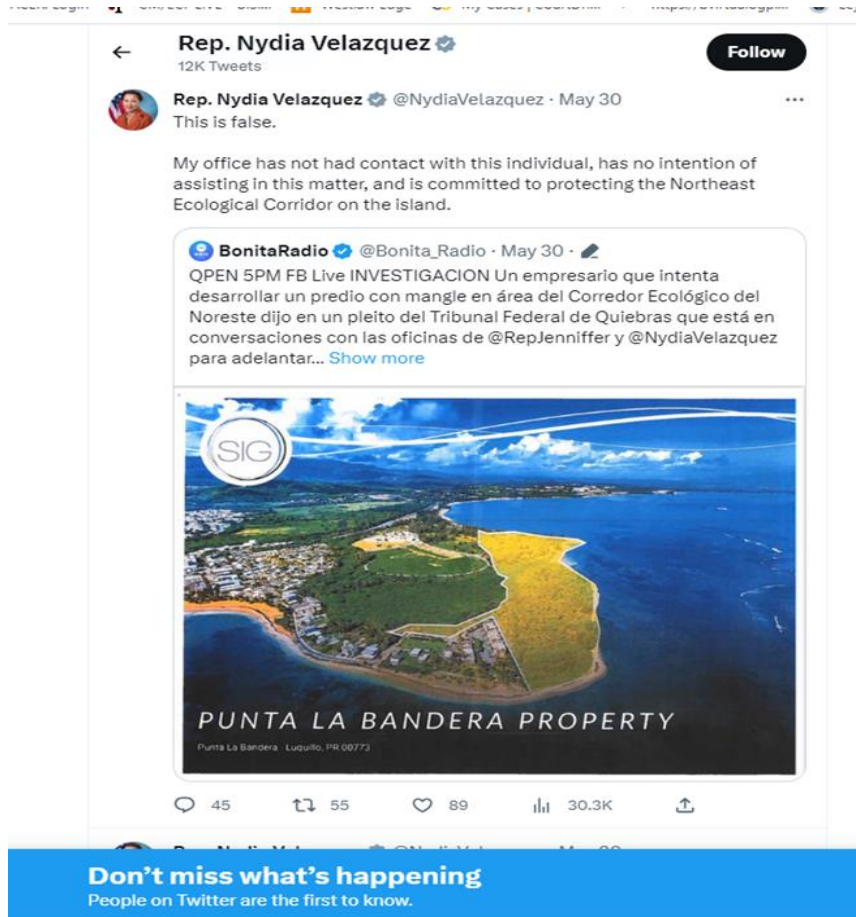 Rep. Nydia Velazquez
12K Tweets
Follow
Rep. Nydia Velazquez @NydiaVelazquez · May 30
This is false.
My office has not had contact with this individual, has no intention of
assisting in this matter, and is committed to protecting the Northeast
Ecological Corridor on the island.
BonitaRadio @Bonita_Radio · May 30 ·
QPEN 5PM FB Live INVESTIGACION Un empresario que intenta
desarrollar un predio con mangle en área del Corredor Ecológico del
Noreste dijo en un pleito del Tribunal Federal de Quiebras que está en
conversaciones con las oficinas de @RepJenniffer y @NydiaVelazquez
para adelantar... Show more
SIG
PUNTA LA BANDERA PROPERTY
Punta La Bandera · Luquillo, PR 00773
45 55 89 30.3K
Don't miss what's happening
People on Twitter are the first to know.